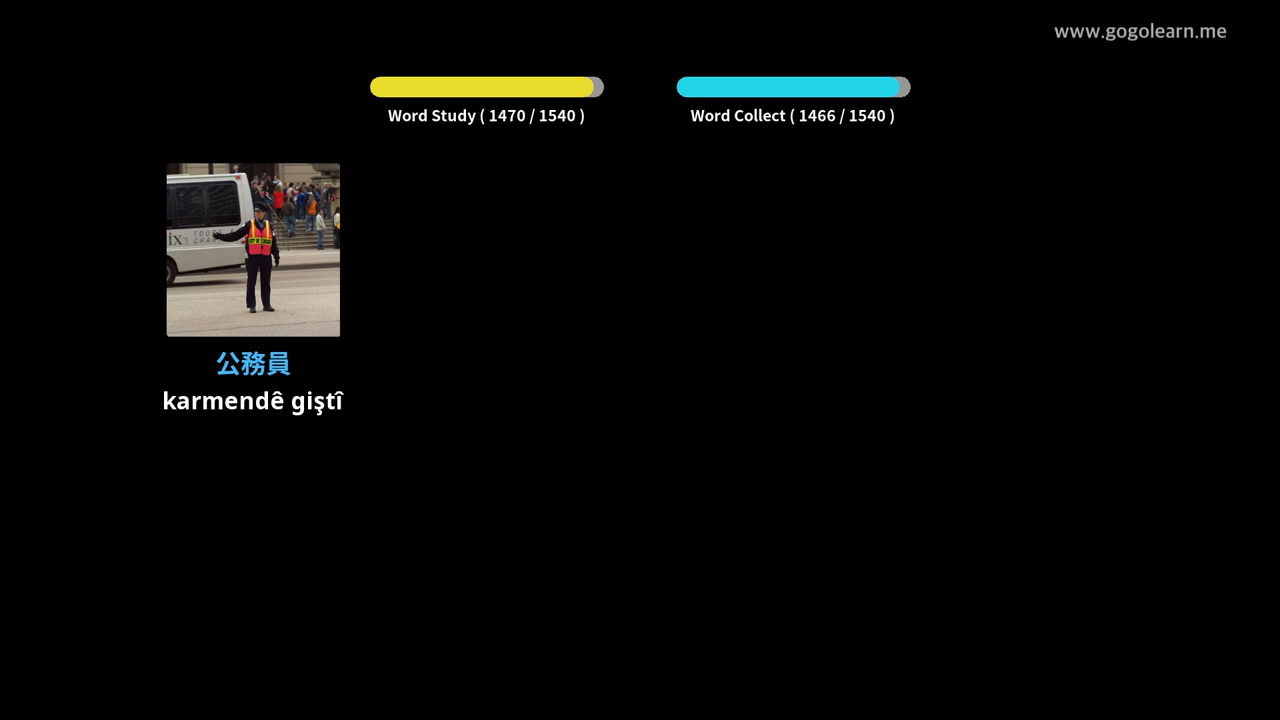 www.gogolearn.me
Word Study ( 1470 / 1540 )
Word Collect ( 1466 / 1540 )
公務員
karmendê giştî